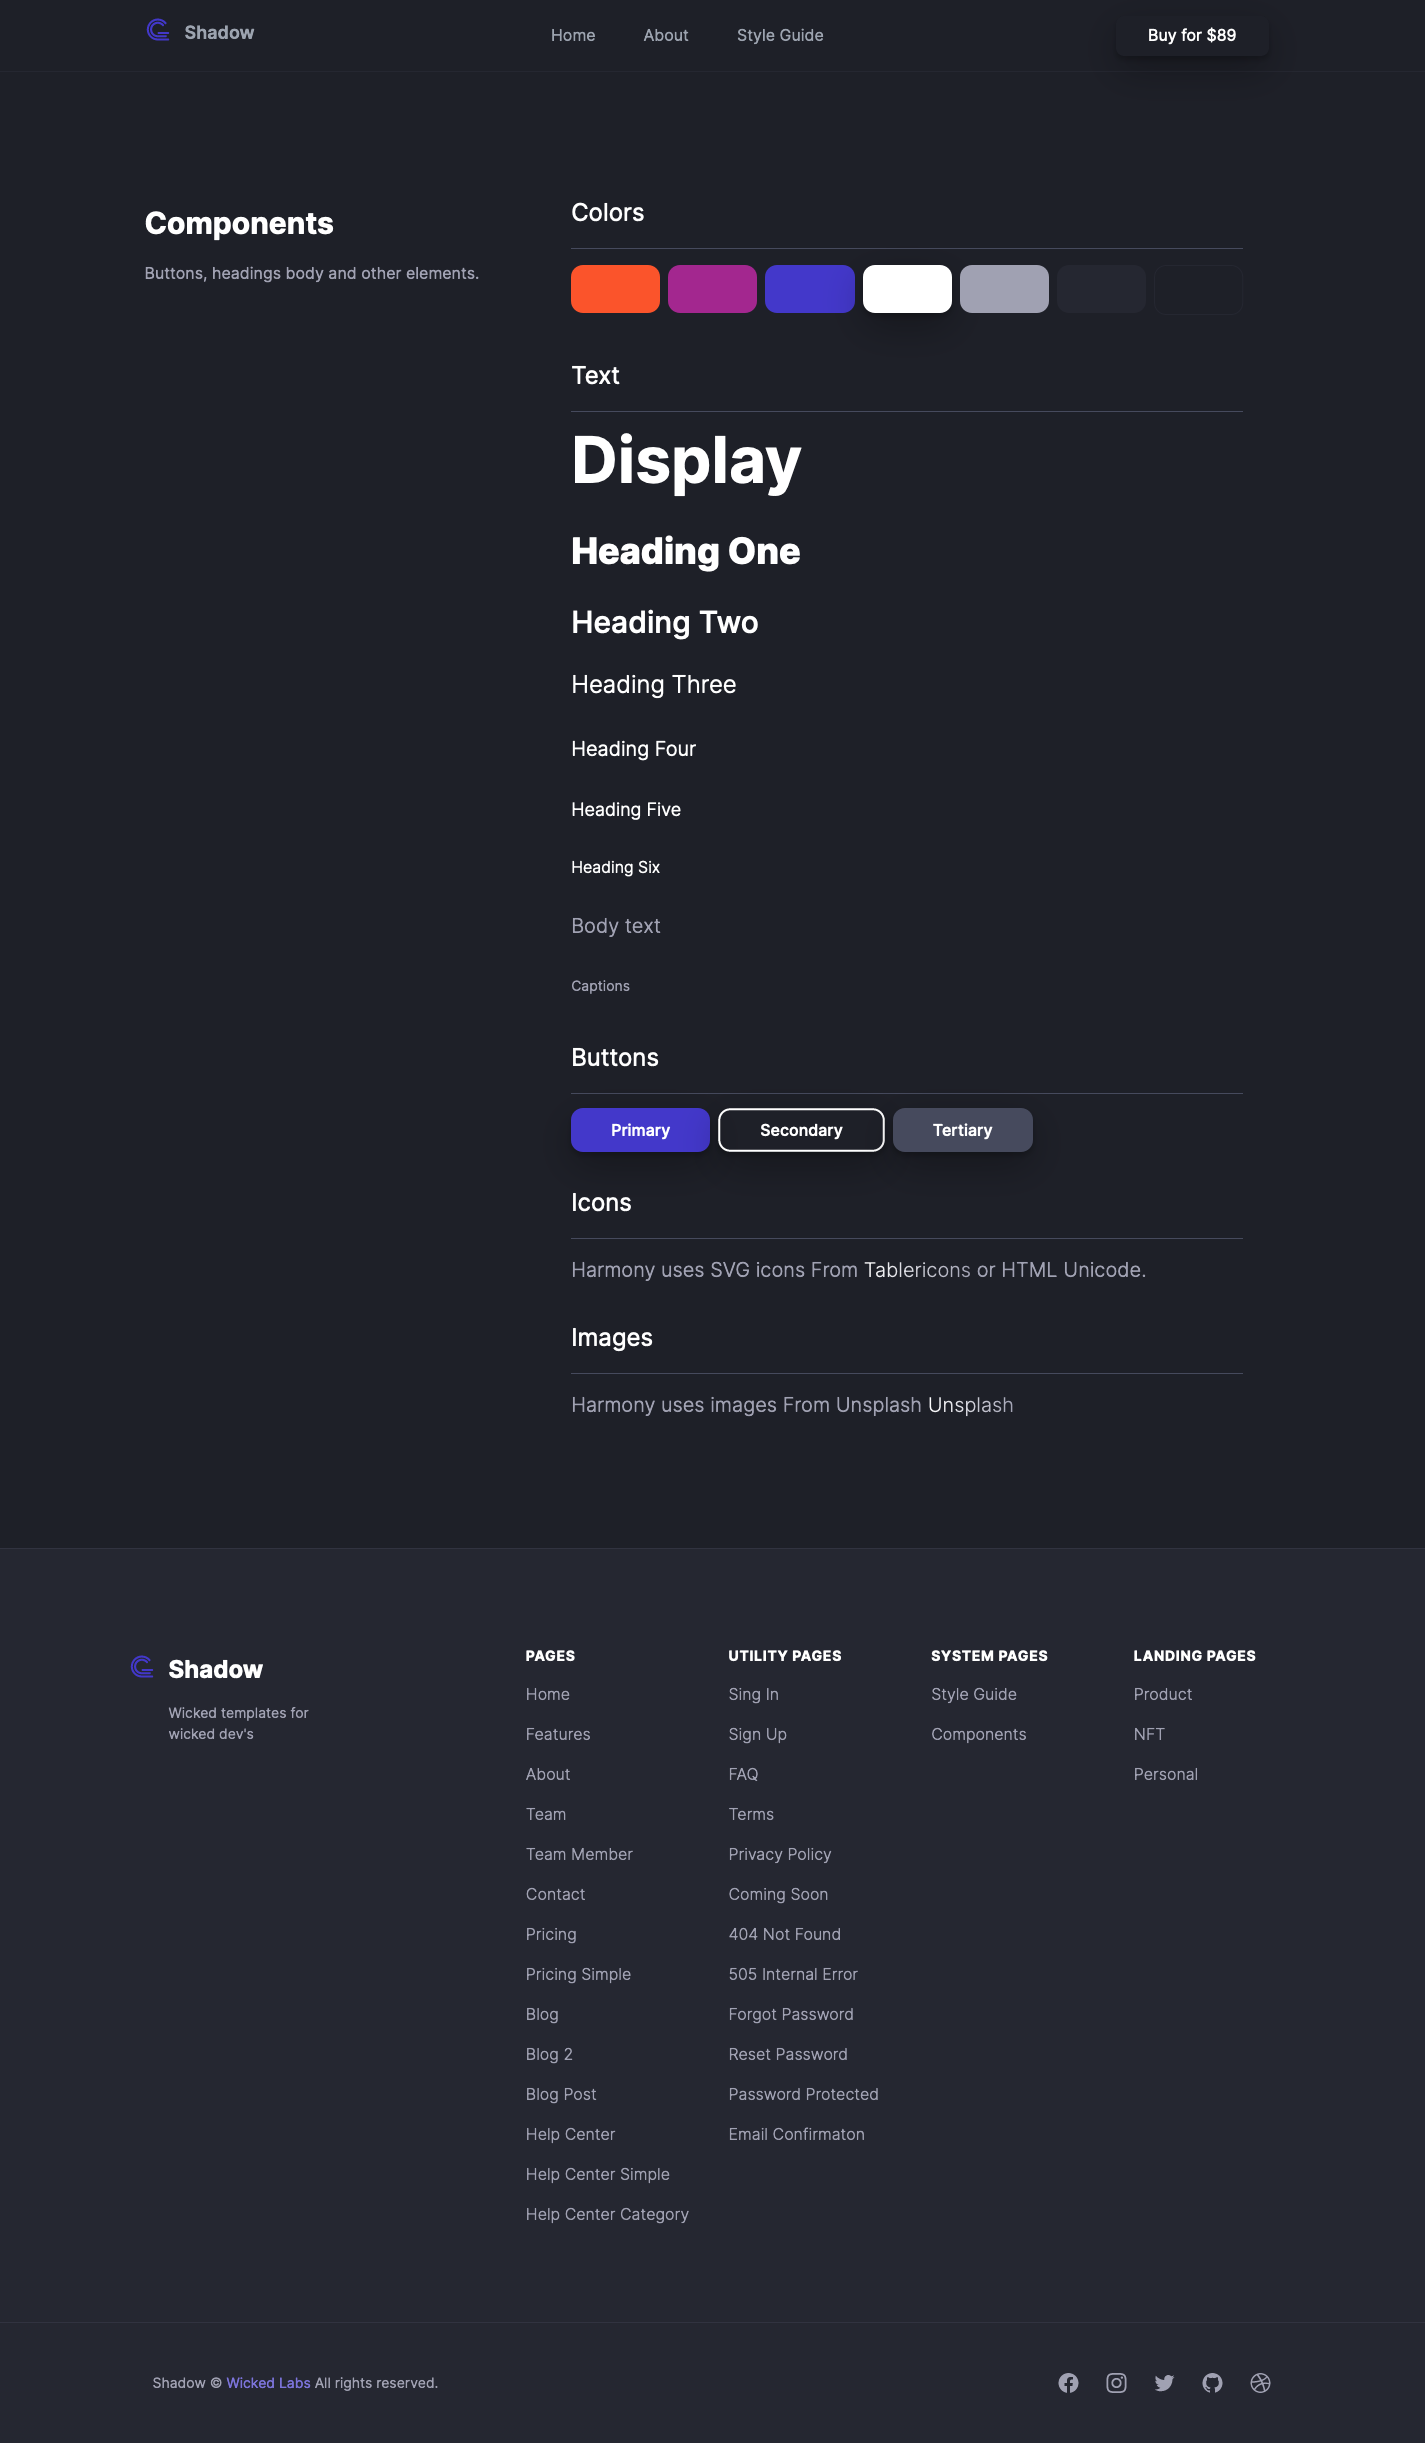 Shadow
Home
About
Style Guide
Buy for $89
Components
Buttons, headings body and other elements.
Colors
Text
Display
Heading One
Heading Two
Heading Three
Heading Four
Heading Five
Heading Six
Body text
Captions
Buttons
Primary
Secondary
Tertiary
Icons
Harmony uses SVG icons From Tablericons or HTML Unicode.
Images
Harmony uses images From Unsplash Unsplash
Shadow
Wicked templates for
wicked dev's
PAGES
Home
Features
About
Team
Team Member
Contact
Pricing
Pricing Simple
Blog
Blog 2
Blog Post
Help Center
Help Center Simple
Help Center Category
UTILITY PAGES
Sing In
Sign Up
FAQ
Terms
Privacy Policy
Coming Soon
404 Not Found
505 Internal Error
Forgot Password
Reset Password
Password Protected
Email Confirmaton
SYSTEM PAGES
Style Guide
Components
LANDING PAGES
Product
NFT
Personal
Shadow © Wicked Labs All rights reserved.